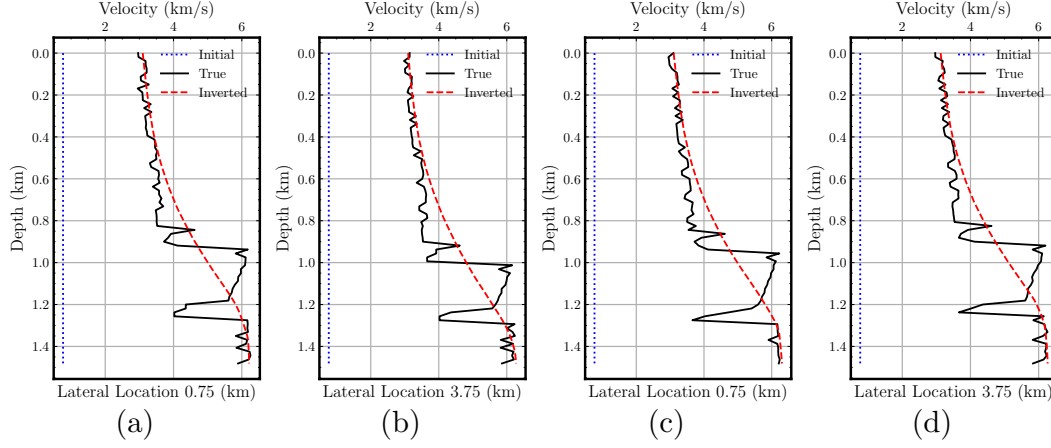 Velocity (km/s)
2 4 6
Depth (km)
0.0
0.2
0.4
0.6
0.8
1.0
1.2
1.4
Initial
True
Inverted
Lateral Location 0.75 (km)
(a)
Velocity (km/s)
2 4 6
Depth (km)
0.0
0.2
0.4
0.6
0.8
1.0
1.2
1.4
Initial
True
Inverted
Lateral Location 3.75 (km)
(b)
Velocity (km/s)
2 4 6
Depth (km)
0.0
0.2
0.4
0.6
0.8
1.0
1.2
1.4
Initial
True
Inverted
Lateral Location 0.75 (km)
(c)
Velocity (km/s)
2 4 6
Depth (km)
0.0
0.2
0.4
0.6
0.8
1.0
1.2
1.4
Initial
True
Inverted
Lateral Location 3.75 (km)
(d)